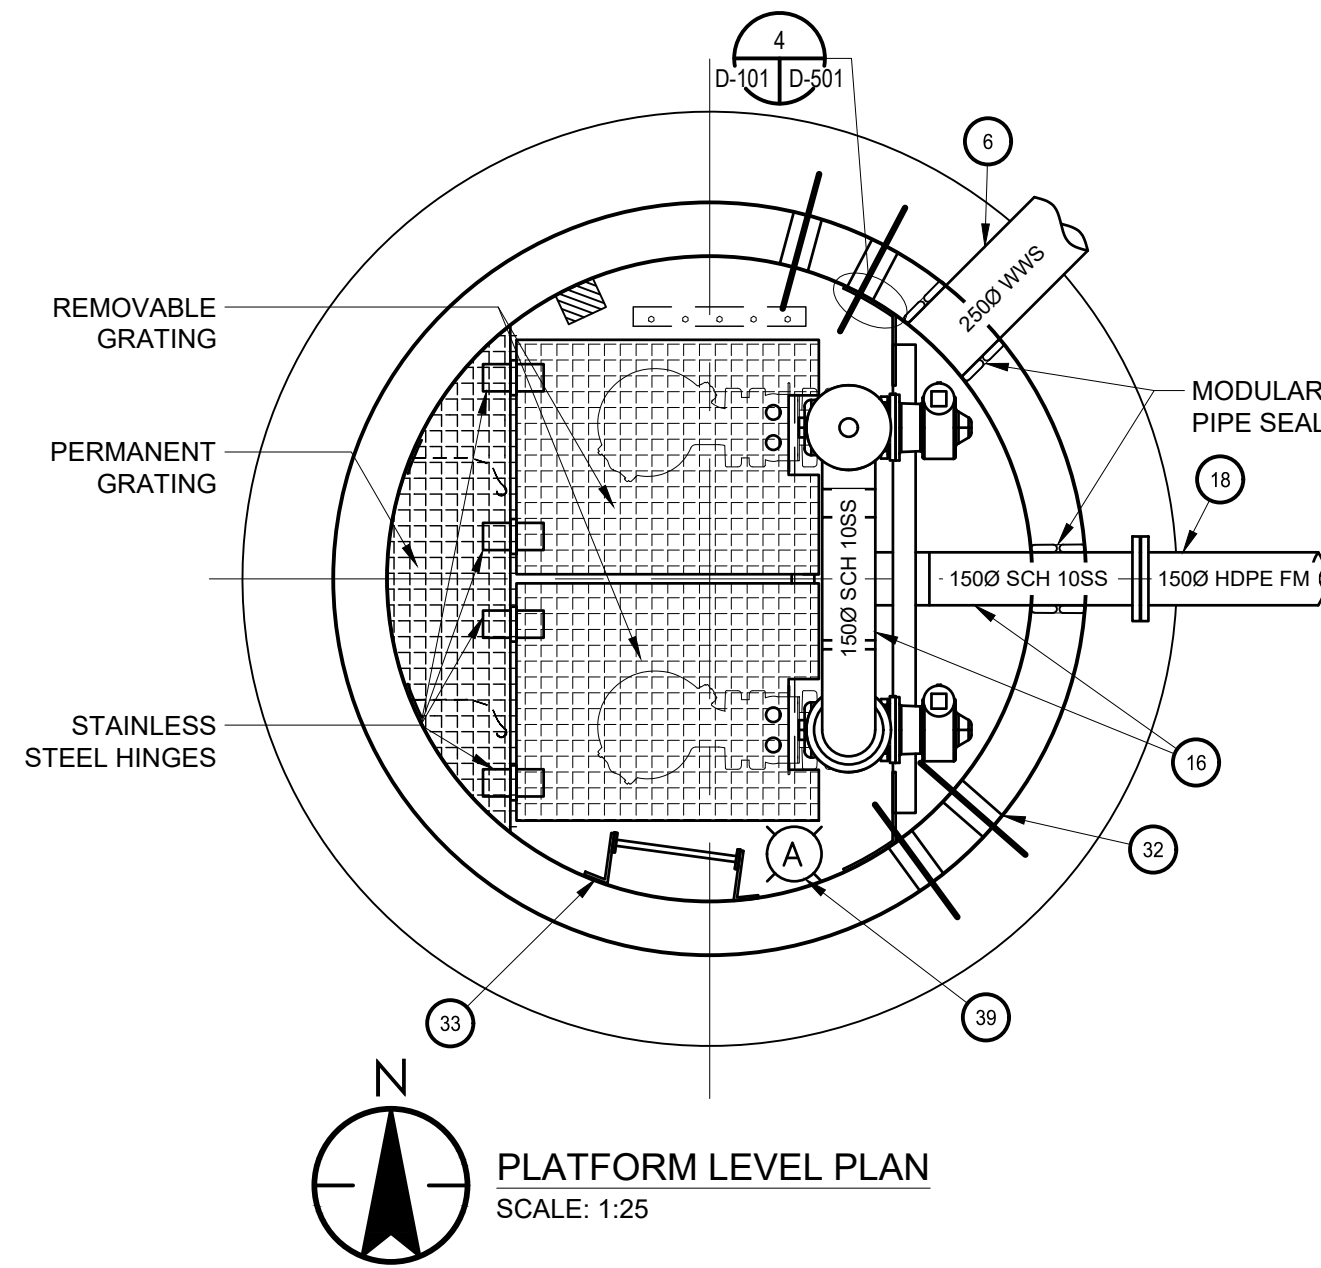 4
D-101 D-501
6
250Ø WWS
REMOVABLE
GRATING
MODULAR
PIPE SEAL
PERMANENT
GRATING
18
150Ø SCH 10SS
150Ø SCH 10SS
150Ø HDPE FM
STAINLESS
STEEL HINGES
16
32
A
33
39
N
PLATFORM LEVEL PLAN
SCALE: 1:25